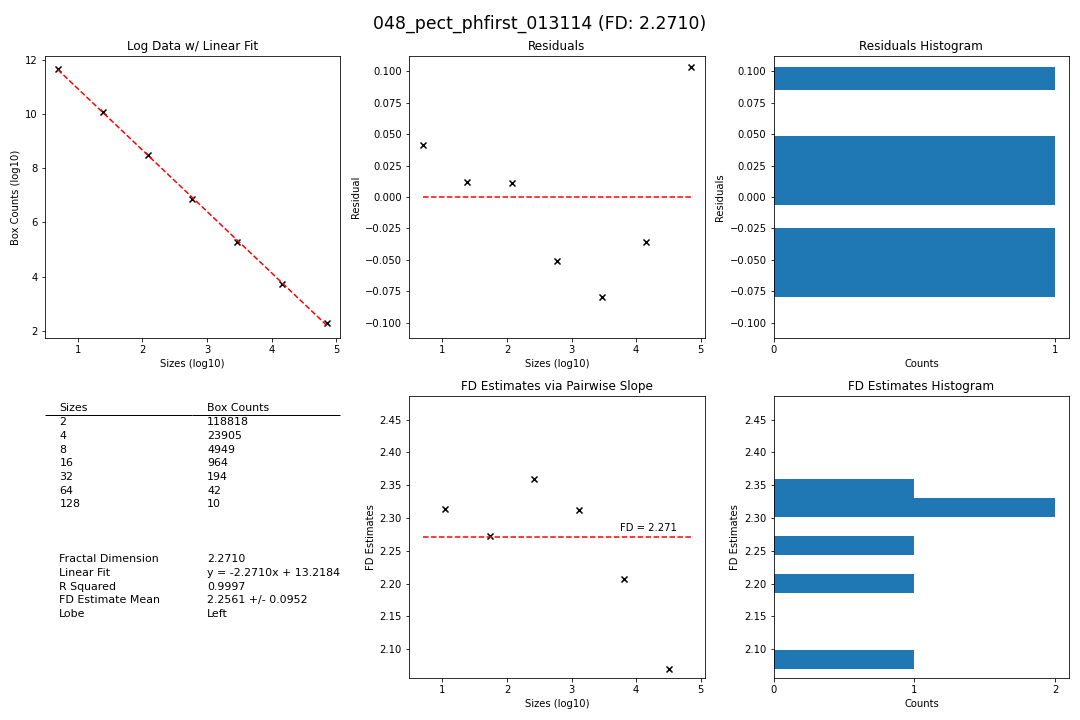 048_pect_phfirst_013114 (FD: 2.2710)
Log Data w/ Linear Fit
12
10
8
6
4
2
Box Counts (log10)
1 2 3 4 5
Sizes (log10)
Residuals
0.100
0.075
0.050
0.025
0.000
−0.025
−0.050
−0.075
−0.100
Residual
1 2 3 4 5
Sizes (log10)
Residuals Histogram
0.100
0.075
0.050
0.025
0.000
−0.025
−0.050
−0.075
−0.100
Residuals
0 1
Counts
Sizes Box Counts
2 118818
4 23905
8 4949
16 964
32 194
64 42
128 10
Fractal Dimension 2.2710
Linear Fit y = -2.2710x + 13.2184
R Squared 0.9997
FD Estimate Mean 2.2561 +/- 0.0952
Lobe Left
FD Estimates via Pairwise Slope
2.45
2.40
2.35
2.30
2.25
2.20
2.15
2.10
FD Estimates
FD = 2.271
1 2 3 4 5
Sizes (log10)
FD Estimates Histogram
2.45
2.40
2.35
2.30
2.25
2.20
2.15
2.10
FD Estimates
0 1 2
Counts